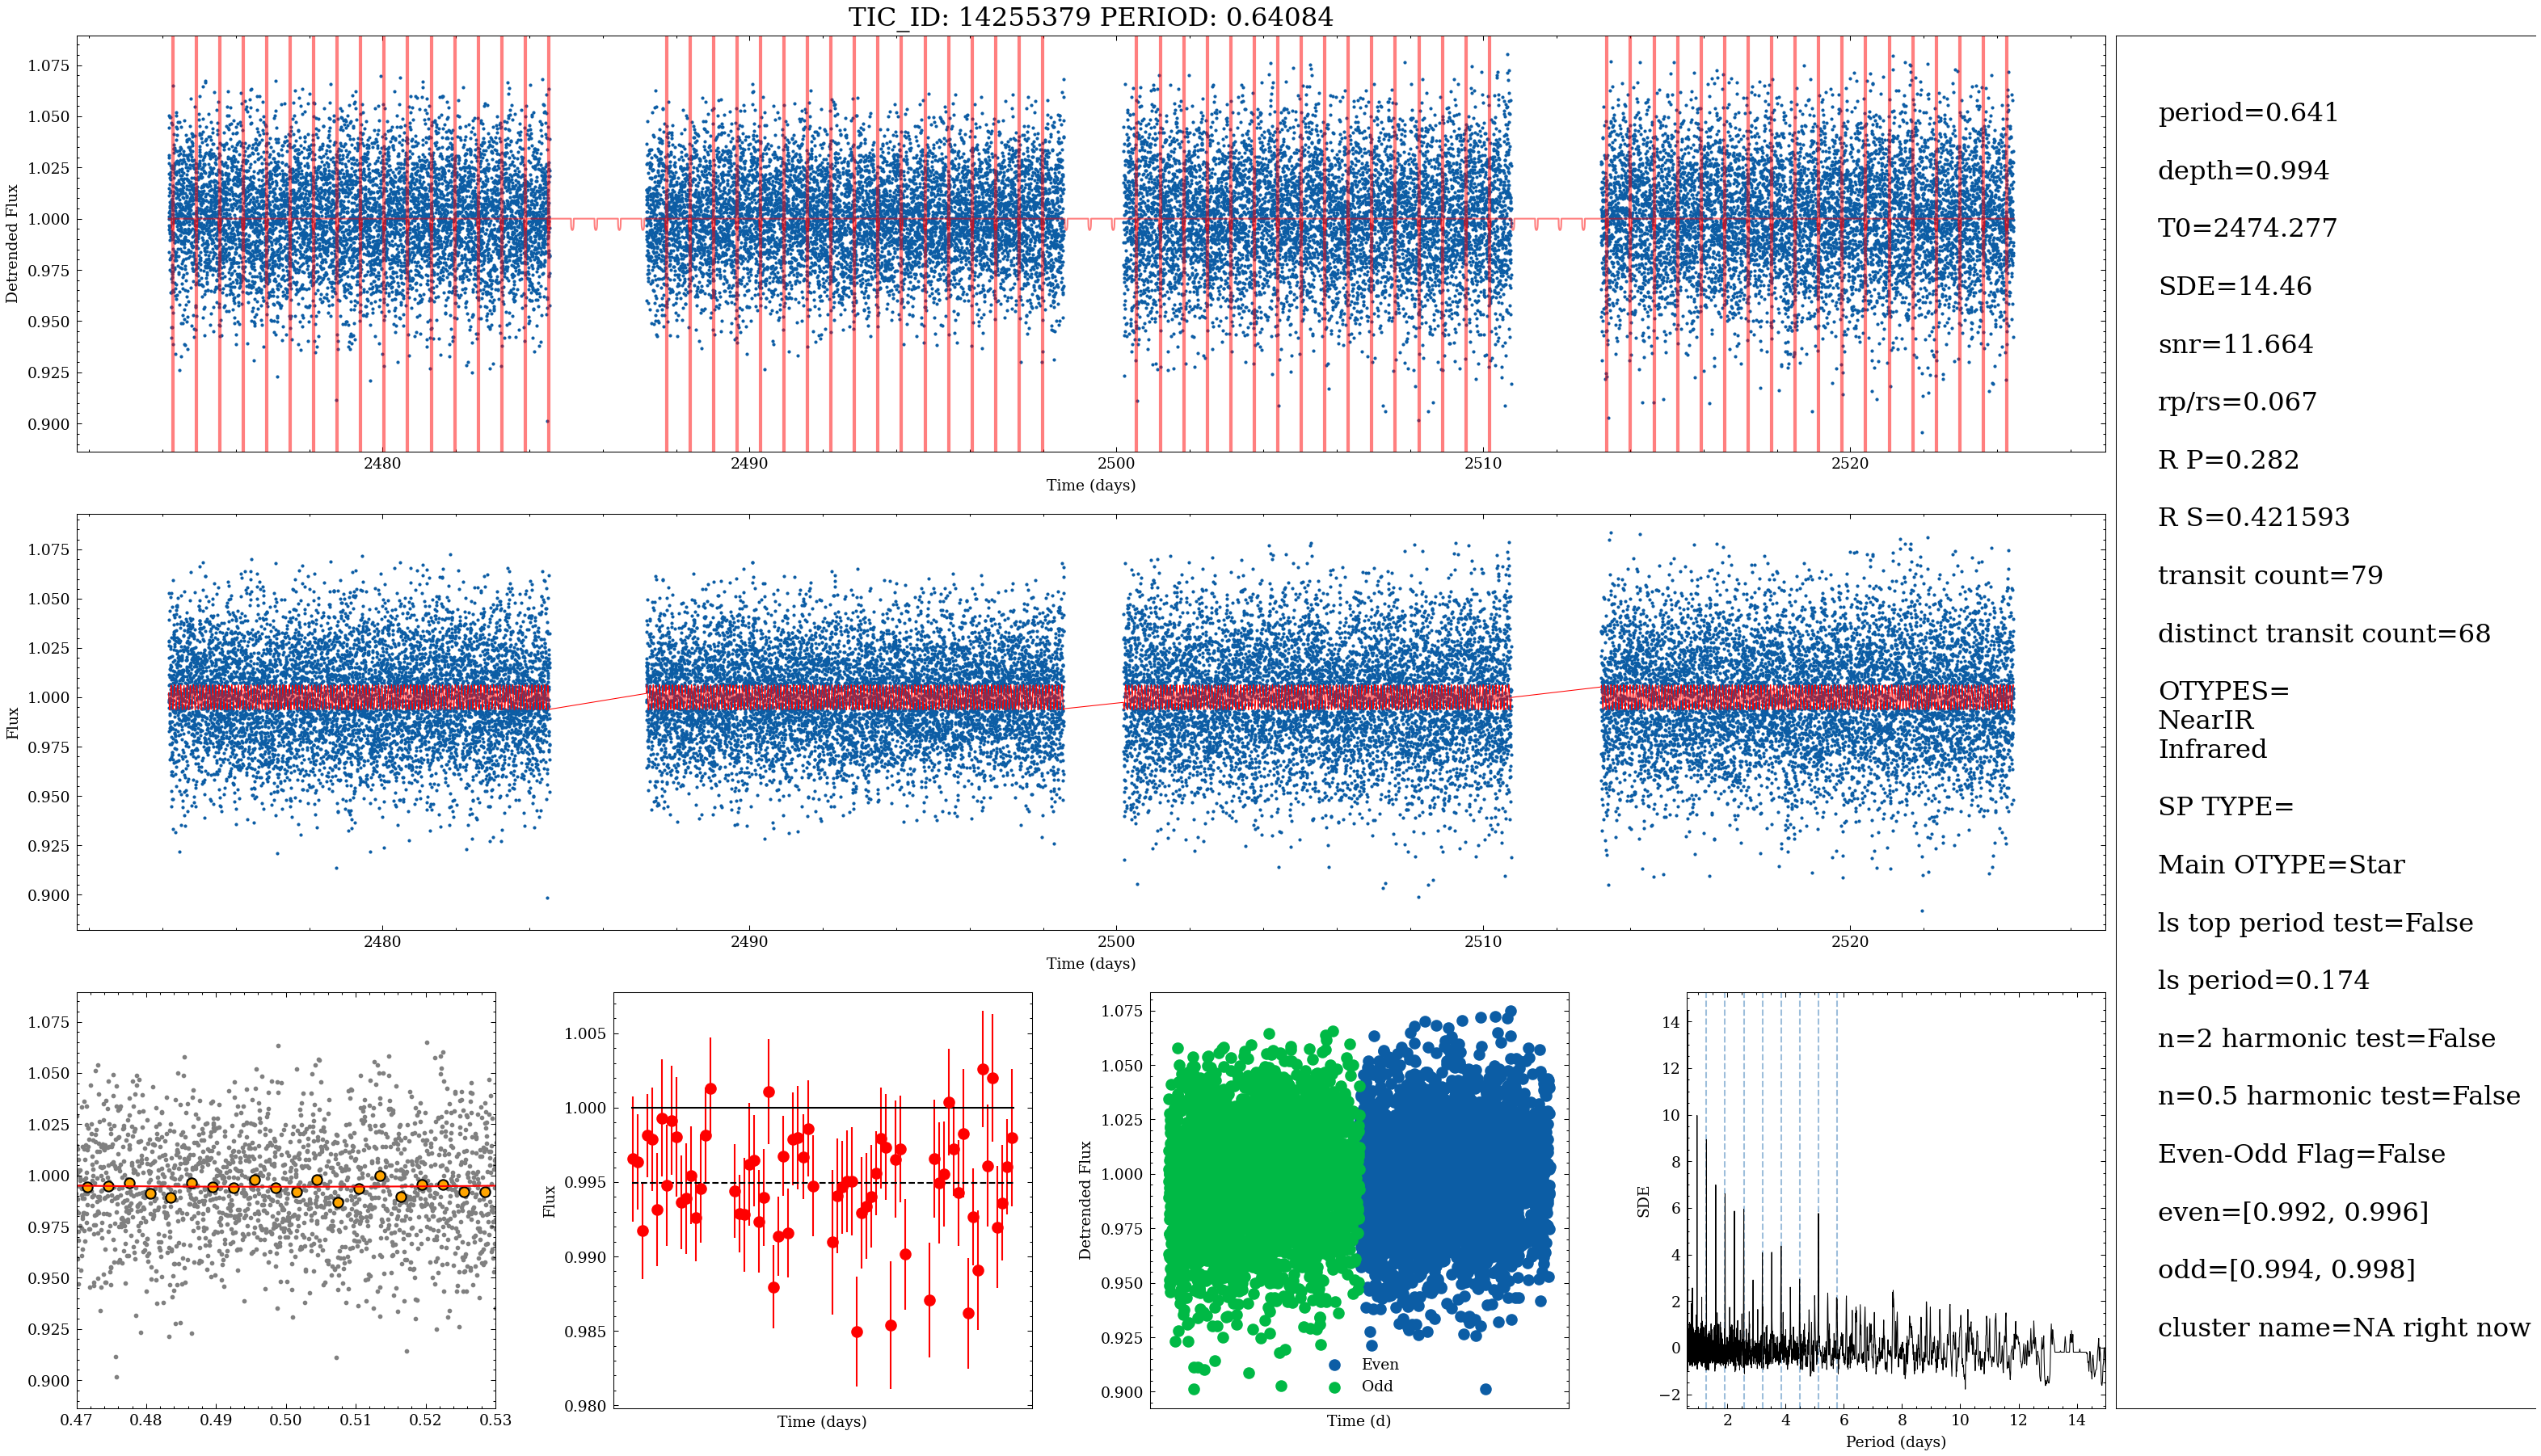 TIC_ID: 14255379 PERIOD: 0.64084
1.075
1.050
1.025
1.000
0.975
0.950
0.925
0.900
Detrended Flux
2480
2490
2500
2510
2520
Time (days)
1.075
1.050
1.025
1.000
0.975
0.950
0.925
0.900
Flux
2480
2490
2500
2510
2520
Time (days)
1.075
1.050
1.025
1.000
0.975
0.950
0.925
0.900
0.47
0.48
0.49
0.50
0.51
0.52
0.53
1.005
1.000
0.995
0.990
0.985
0.980
Flux
Time (days)
1.075
1.050
1.025
1.000
0.975
0.950
0.925
0.900
Detrended Flux
Even
Odd
Time (d)
14
12
10
8
6
4
2
0
−2
SDE
2
4
6
8
10
12
14
Period (days)
period=0.641
depth=0.994
T0=2474.277
SDE=14.46
snr=11.664
rp/rs=0.067
R P=0.282
R S=0.421593
transit count=79
distinct transit count=68
OTYPES=
NearIR
Infrared
SP TYPE=
Main OTYPE=Star
ls top period test=False
ls period=0.174
n=2 harmonic test=False
n=0.5 harmonic test=False
Even-Odd Flag=False
even=[0.992, 0.996]
odd=[0.994, 0.998]
cluster name=NA right now